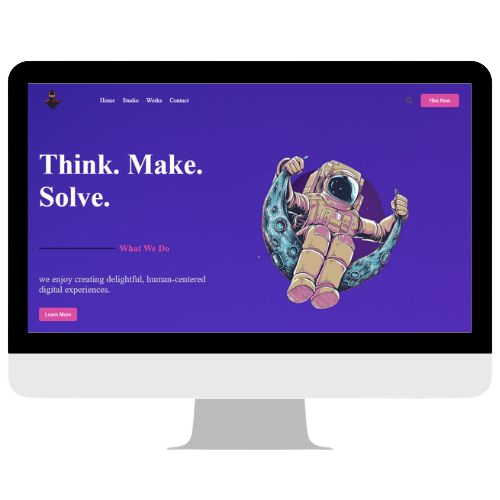 Home Studio Works Contact Hire Now
Think. Make.
Solve.
What We Do
we enjoy creating delightful, human-centered
digital experiences.
Learn More